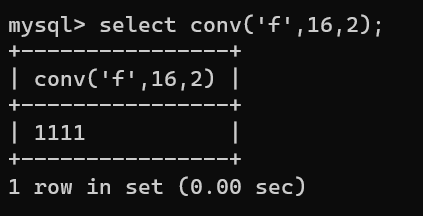 mysql> select conv('f',16,2);
+----------------+
| conv('f',16,2) |
+----------------+
| 1111           |
+----------------+
1 row in set (0.00 sec)